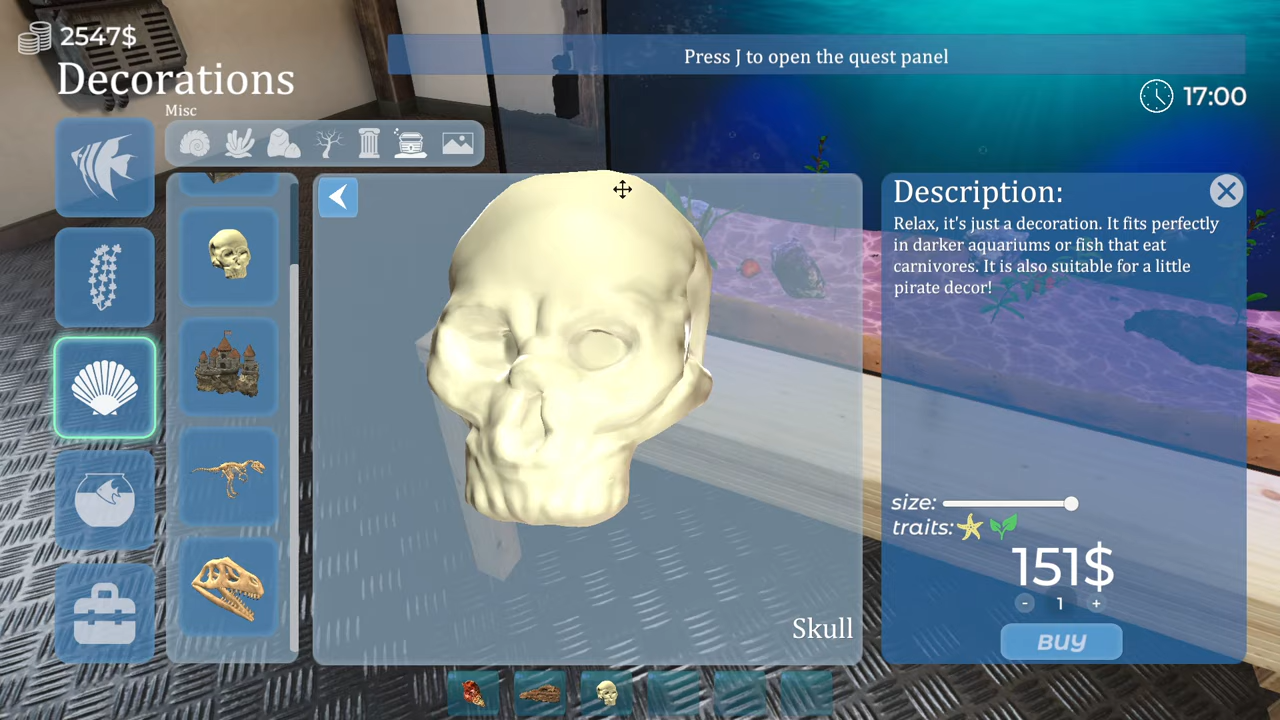 2547$
Decorations
Misc
Press J to open the quest panel
17:00
Description:
Relax, it's just a decoration. It fits perfectly
in darker aquariums or fish that eat
carnivores. It is also suitable for a little
pirate decor!
size:
traits:
151$
- 1 +
BUY
Skull